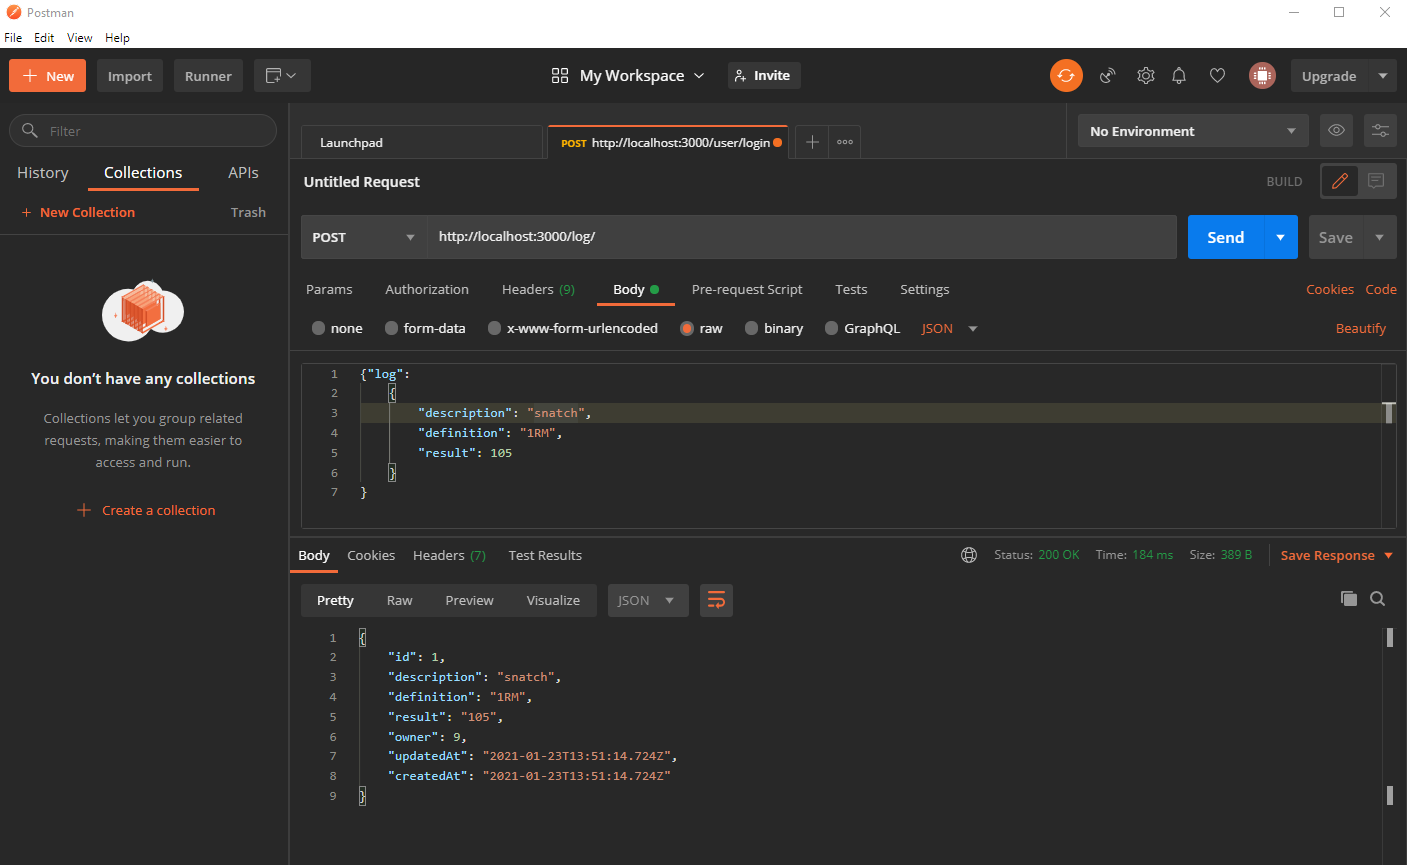 Postman
File Edit View Help
New Import Runner My Workspace Invite Upgrade
Filter
History Collections APIs
New Collection Trash
You don’t have any collections
Collections let you group related
requests, making them easier to
access and run.
Create a collection
Launchpad POST http://localhost:3000/user/login No Environment
Untitled Request BUILD
POST http://localhost:3000/log/ Send Save
Params Authorization Headers (9) Body Pre-request Script Tests Settings Cookies Code
none form-data x-www-form-urlencoded raw binary GraphQL JSON Beautify
1 {"log":
2 {
3 "description": "snatch",
4 "definition": "1RM",
5 "result": 105
6 }
7 }
Body Cookies Headers (7) Test Results Status: 200 OK Time: 184 ms Size: 389 B Save Response
Pretty Raw Preview Visualize JSON
1 {
2 "id": 1,
3 "description": "snatch",
4 "definition": "1RM",
5 "result": "105",
6 "owner": 9,
7 "updatedAt": "2021-01-23T13:51:14.724Z",
8 "createdAt": "2021-01-23T13:51:14.724Z"
9 }